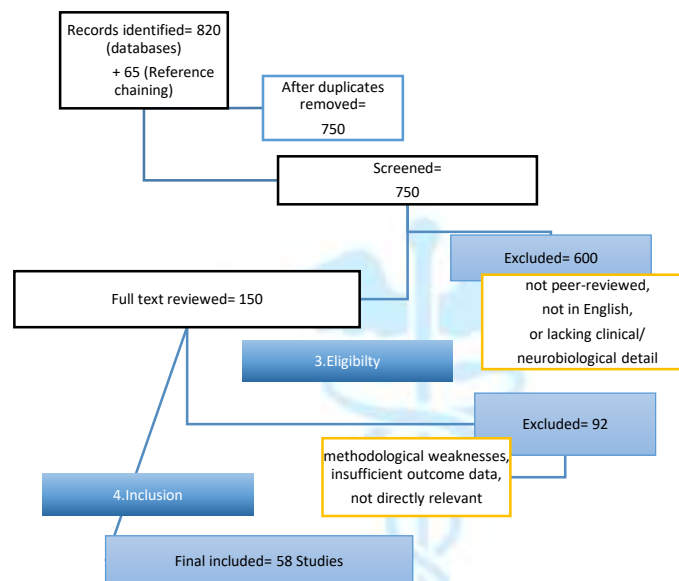 Records identified= 820
(databases)
+ 65 (Reference
chaining)
After duplicates
removed=
750
Screened=
750
Excluded= 600
not peer-reviewed,
not in English,
or lacking clinical/
neurobiological detail
Full text reviewed= 150
3.Eligibilty
Excluded= 92
methodological weaknesses,
insufficient outcome data,
not directly relevant
4.Inclusion
Final included= 58 Studies